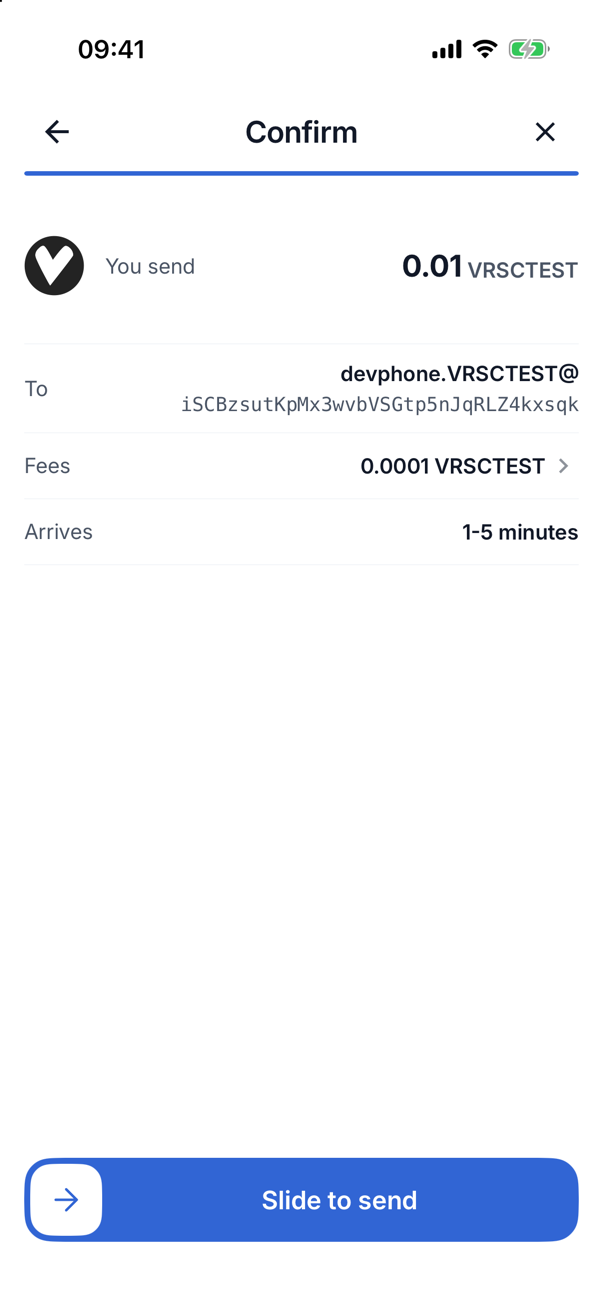 09:41
Confirm
You send
0.01 VRSCTEST
To
devphone.VRSCTEST@
iSCBzsutKpMx3wvbVSGtp5nJqRLZ4kxsqk
Fees
0.0001 VRSCTEST
Arrives
1-5 minutes
Slide to send